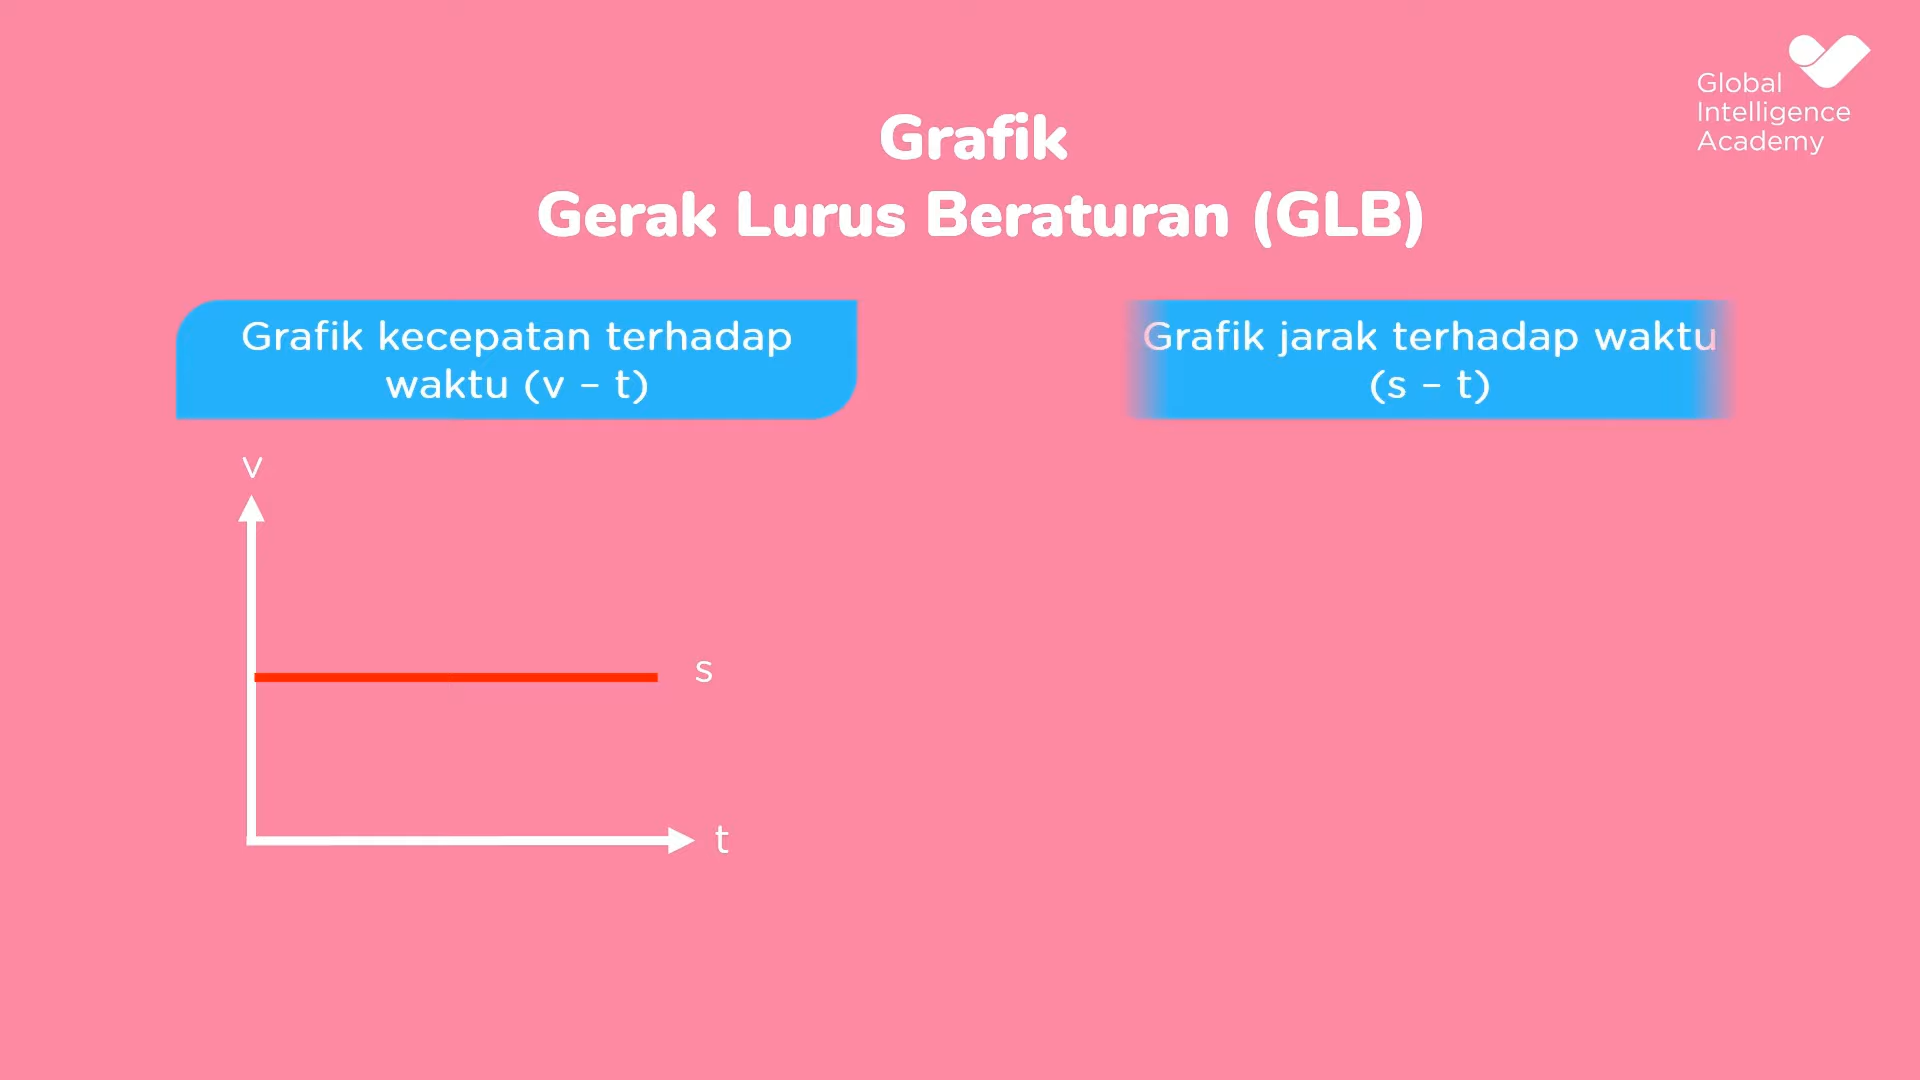 Global
Intelligence
Academy
Grafik
Gerak Lurus Beraturan (GLB)
Grafik kecepatan terhadap
waktu (v – t)
Grafik jarak terhadap waktu
(s – t)
v
s
t